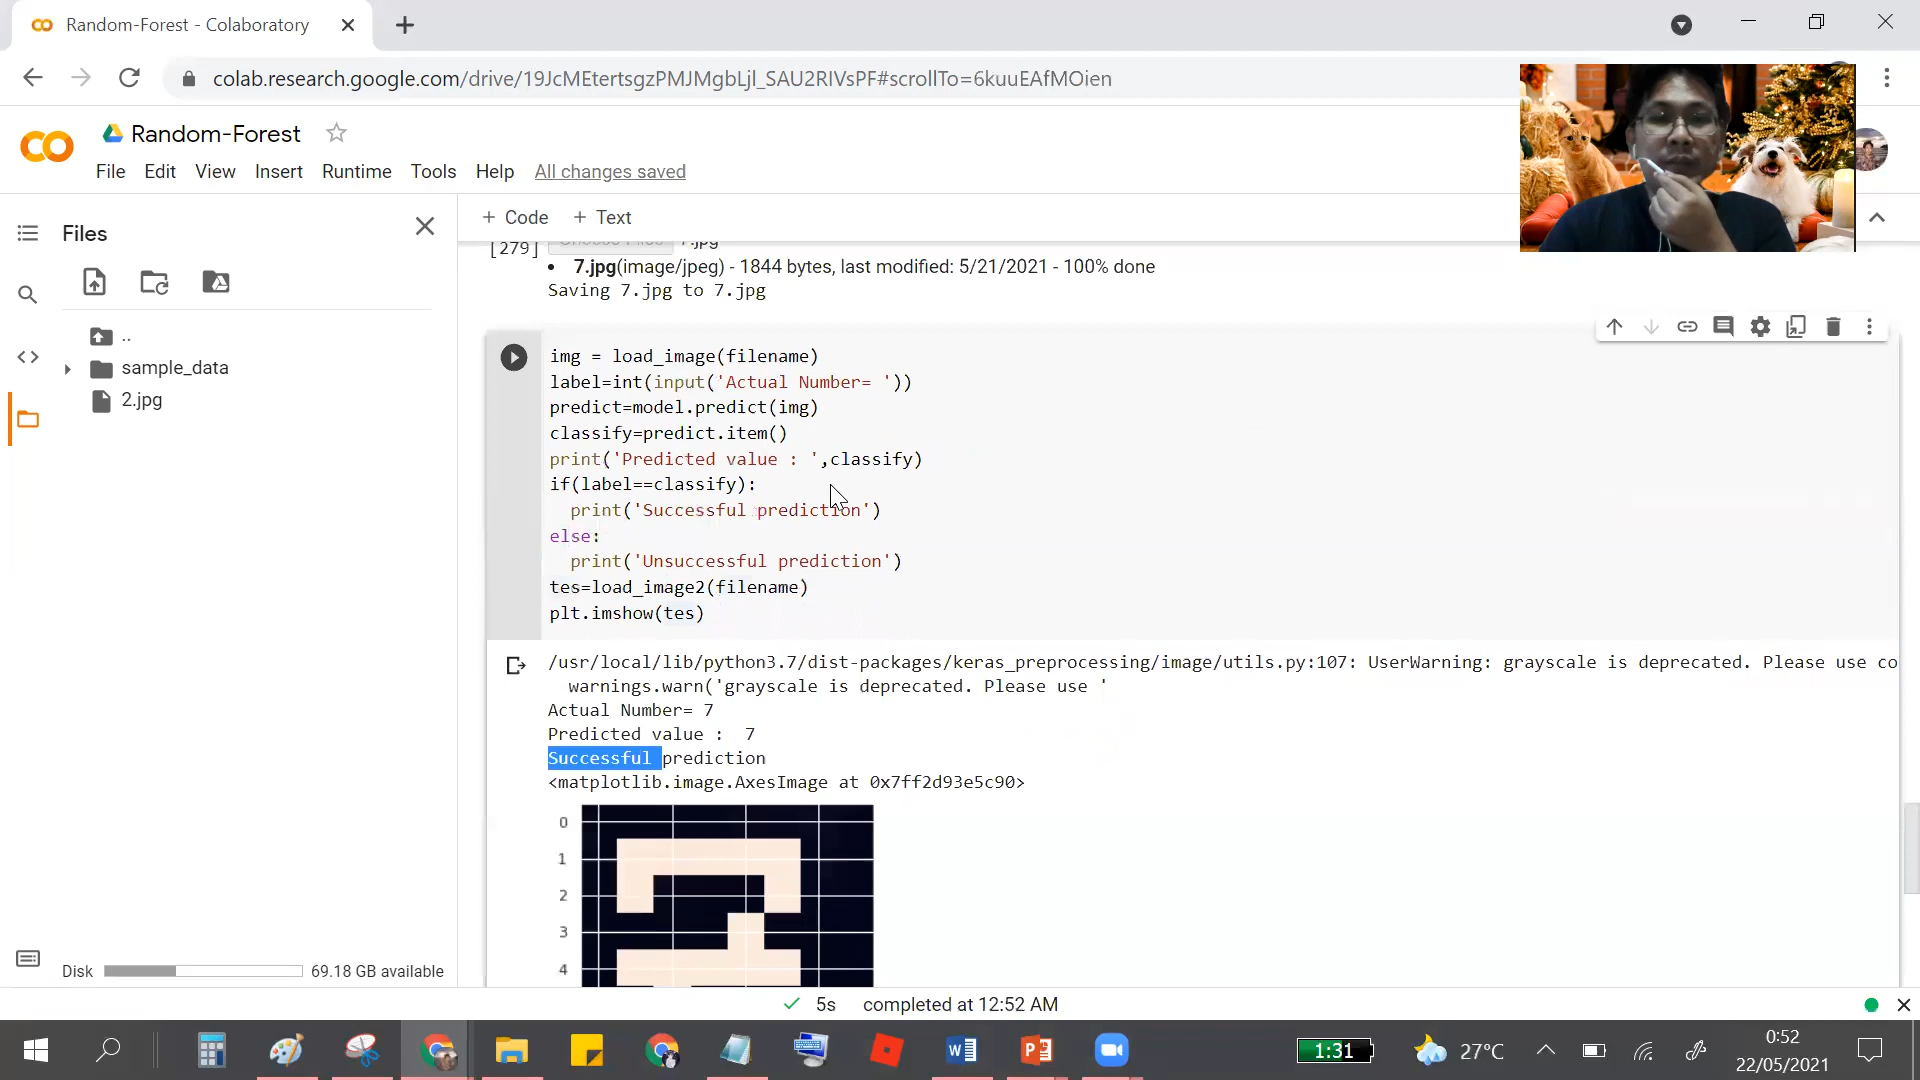 Random-Forest - Colaboratory
colab.research.google.com/drive/19JcMEtertsgzPMJMgbLjl_SAU2RIVsPF#scrollTo=6kuuEAfMOien
Random-Forest
File Edit View Insert Runtime Tools Help All changes saved
Files
+ Code + Text
..
sample_data
2.jpg
[279] 7.jpg
7.jpg(image/jpeg) - 1844 bytes, last modified: 5/21/2021 - 100% done
Saving 7.jpg to 7.jpg
img = load_image(filename)
label=int(input('Actual Number= '))
predict=model.predict(img)
classify=predict.item()
print('Predicted value : ',classify)
if(label==classify):
print('Successful prediction')
else:
print('Unsuccessful prediction')
tes=load_image2(filename)
plt.imshow(tes)
/usr/local/lib/python3.7/dist-packages/keras_preprocessing/image/utils.py:107: UserWarning: grayscale is deprecated. Please use co
warnings.warn('grayscale is deprecated. Please use '
Actual Number= 7
Predicted value :  7
Successful prediction
<matplotlib.image.AxesImage at 0x7ff2d93e5c90>
0
1
2
3
4
Disk 69.18 GB available
5s completed at 12:52 AM
1:31
27°C
0:52
22/05/2021